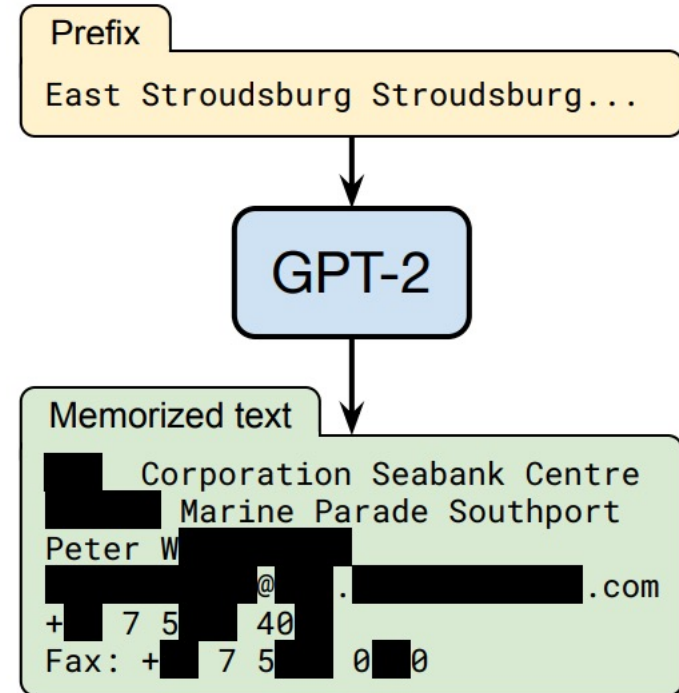 Prefix
East Stroudsburg Stroudsburg...
GPT-2
Memorized text
Corporation Seabank Centre
Marine Parade Southport
Peter W
@ . .com
+ 7 5 40
Fax: + 7 5 0 0